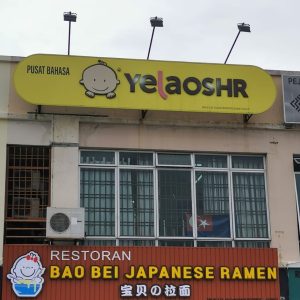 PUSAT BAHASA
YELAOSHR
RESTORAN
BAO BEI JAPANESE RAMEN
宝贝の拉面